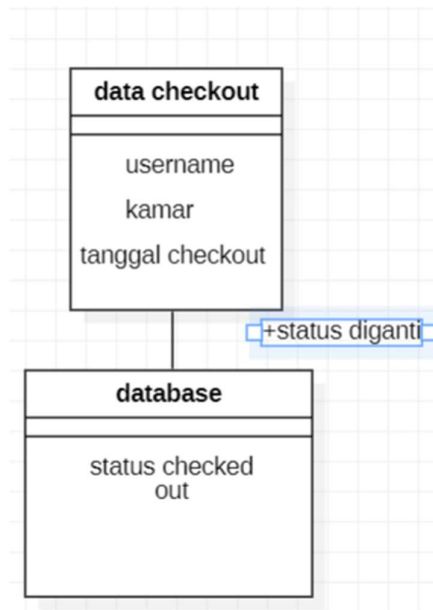 data checkout
username
kamar
tanggal checkout
+status diganti
database
status checked
out